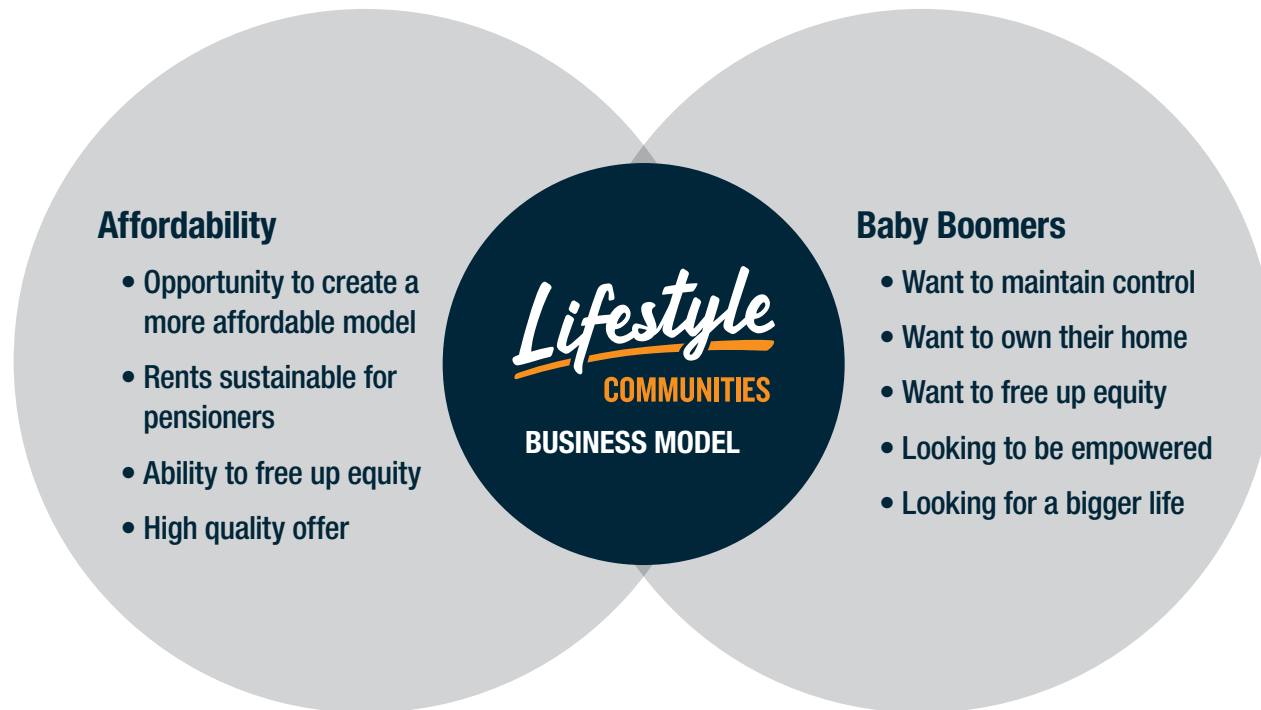 Affordability
• Opportunity to create a
more affordable model
• Rents sustainable for
pensioners
• Ability to free up equity
• High quality offer
Lifestyle
COMMUNITIES
BUSINESS MODEL
Baby Boomers
• Want to maintain control
• Want to own their home
• Want to free up equity
• Looking to be empowered
• Looking for a bigger life